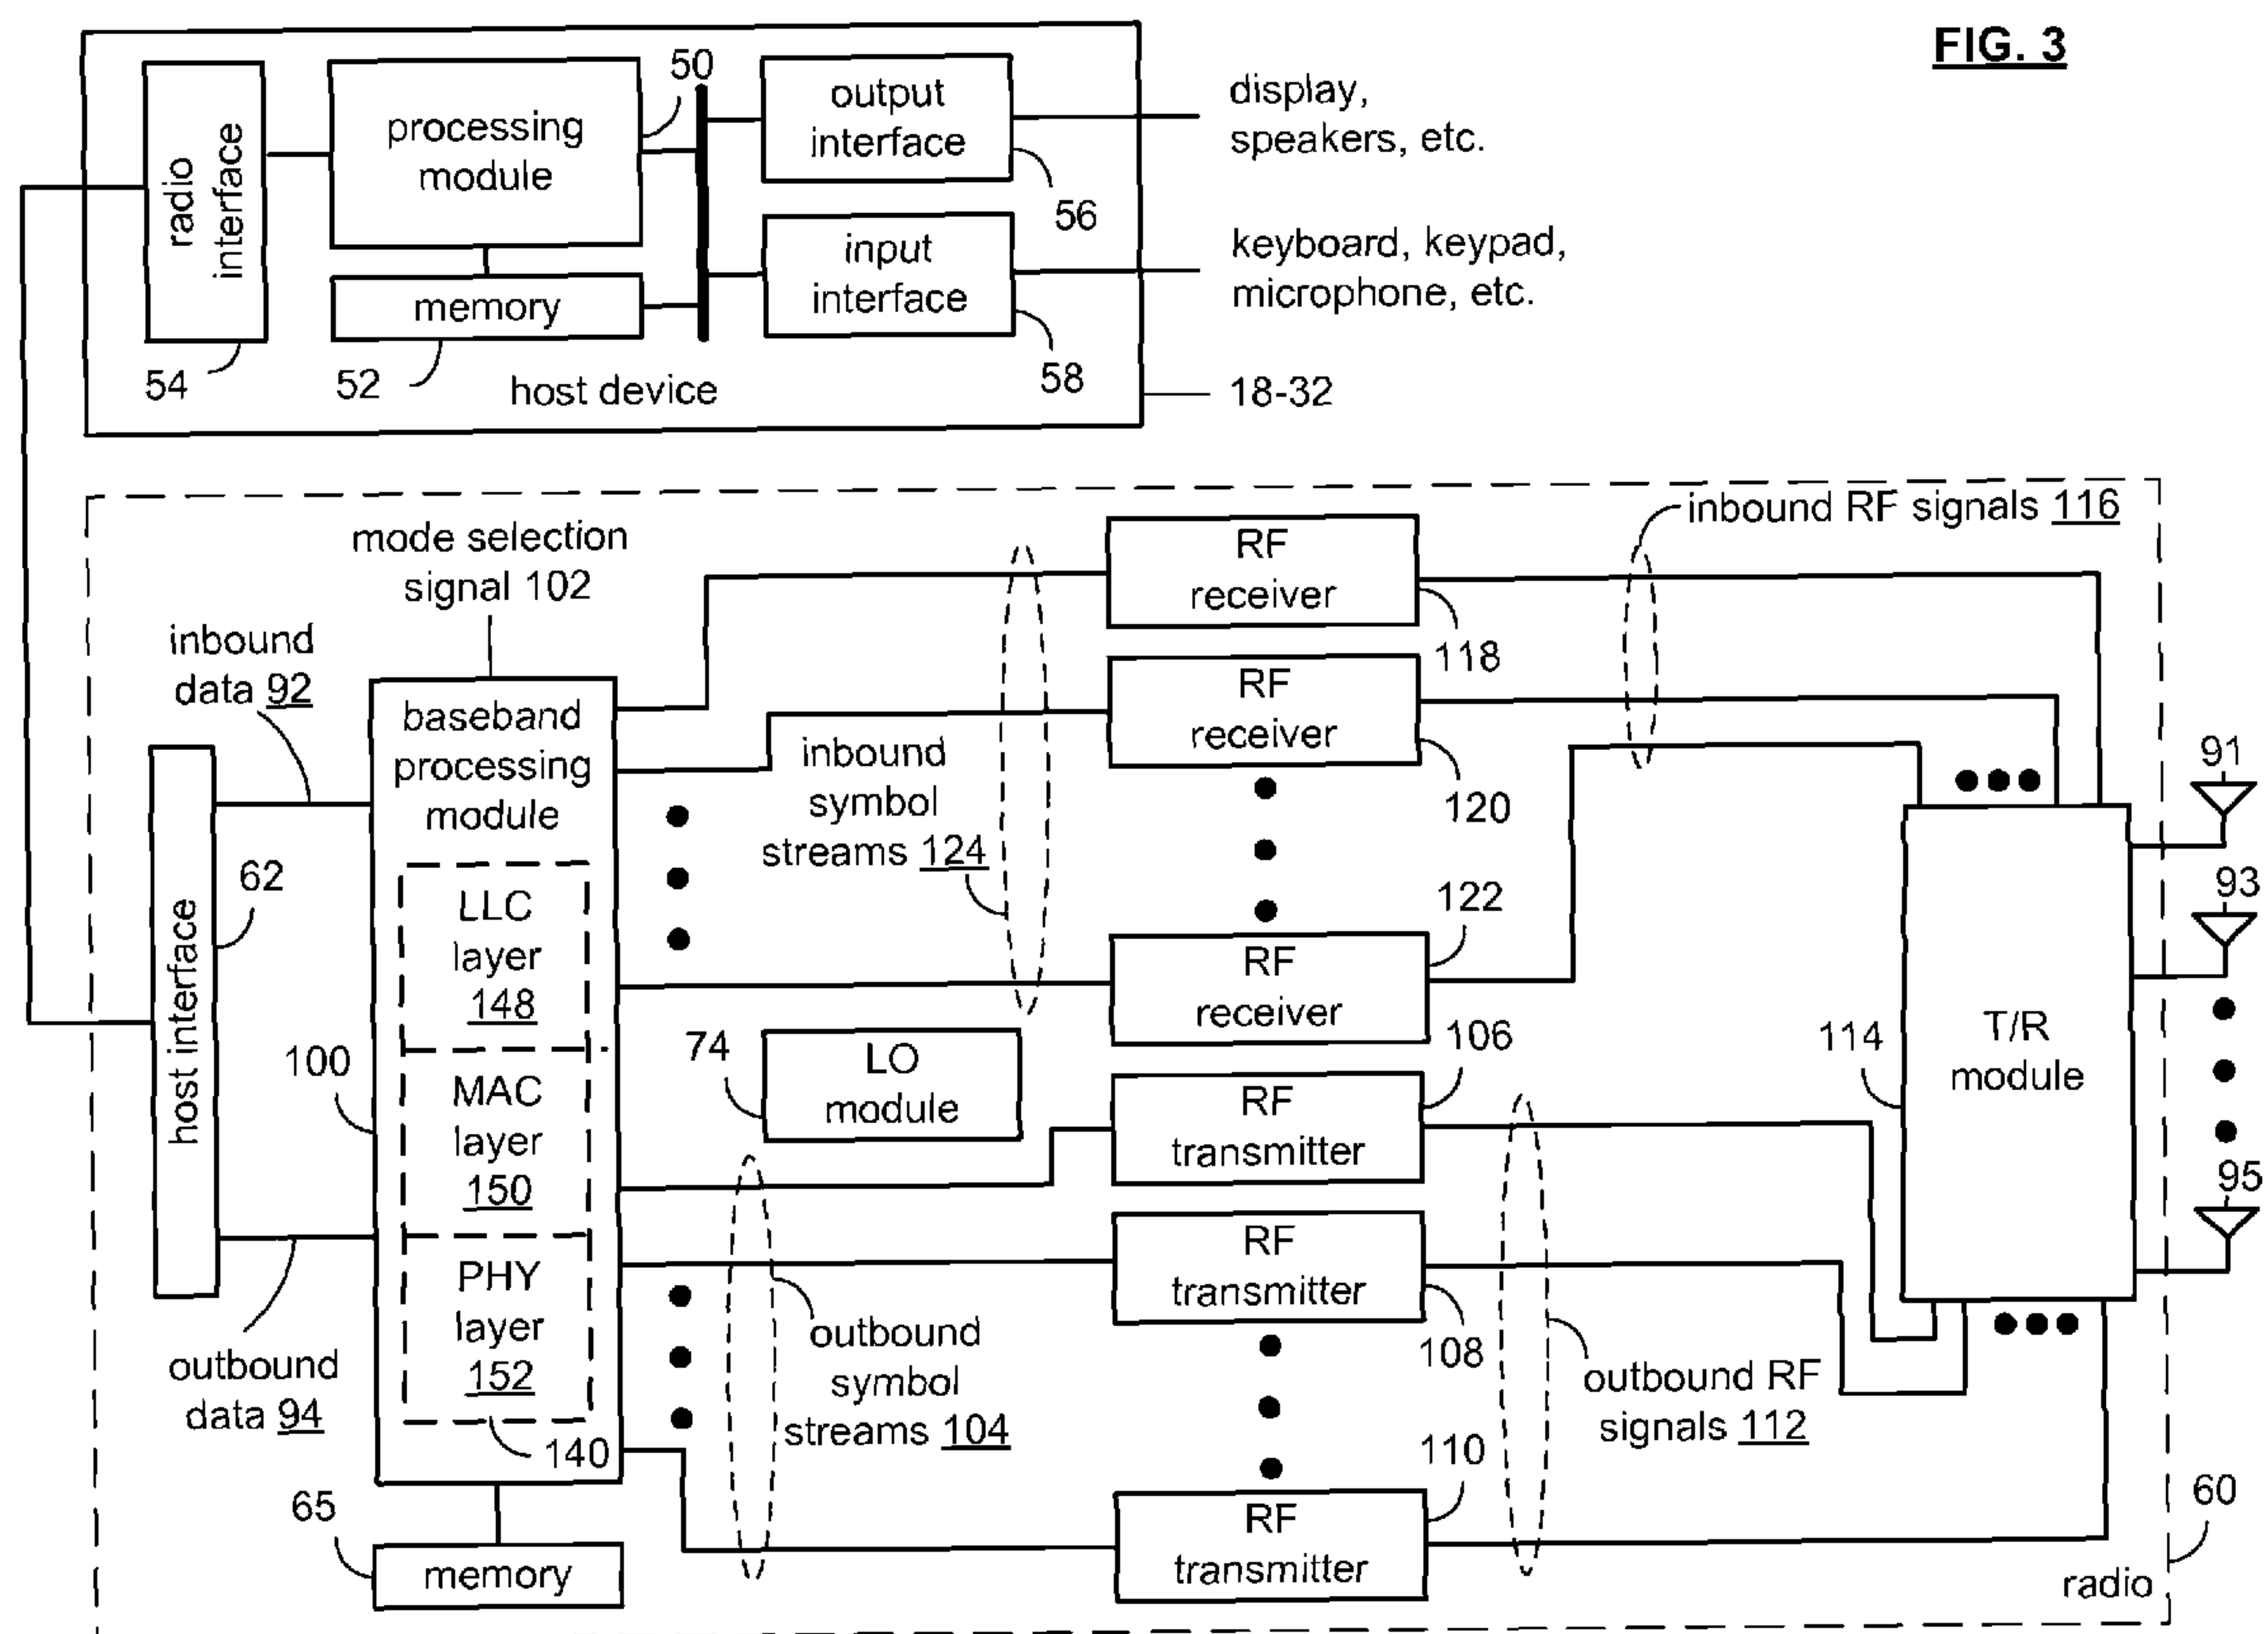 FIG. 3
radio
interface
54
processing
module
50
memory
52
host device
output
interface
56
input
interface
58
display,
speakers, etc.
keyboard, keypad,
microphone, etc.
18-32
mode selection
signal 102
inbound
data 92
host interface
62
outbound
data 94
100
baseband
processing
module
LLC
layer
148
MAC
layer
150
PHY
layer
152
140
65
memory
inbound
symbol
streams 124
74
LO
module
outbound
symbol
streams 104
RF
receiver
118
RF
receiver
120
RF
receiver
122
RF
transmitter
106
RF
transmitter
108
RF
transmitter
110
inbound RF signals 116
outbound RF
signals 112
114
T/R
module
91
93
95
60
radio